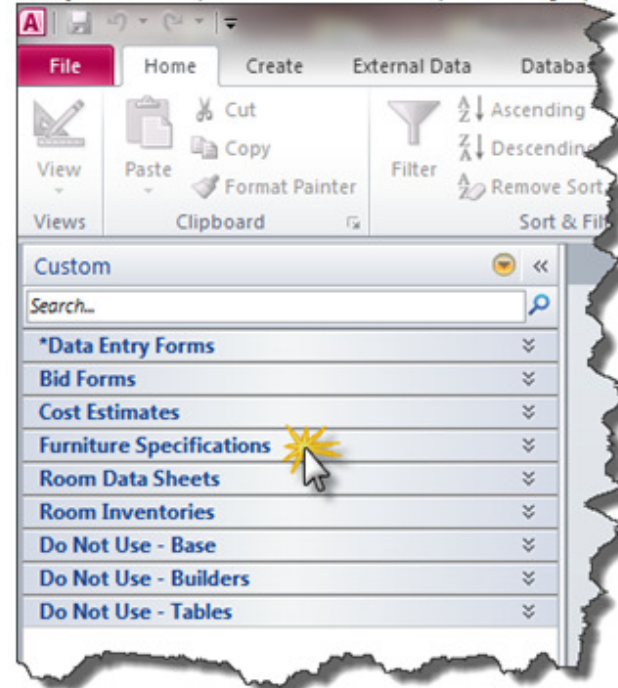 A
File Home Create External Data Databas
Cut
Copy
Format Painter
View
Paste
Filter
Ascending
Descending
Remove Sort
Views Clipboard Sort & Fil
Custom
Search...
*Data Entry Forms
Bid Forms
Cost Estimates
Furniture Specifications
Room Data Sheets
Room Inventories
Do Not Use - Base
Do Not Use - Builders
Do Not Use - Tables